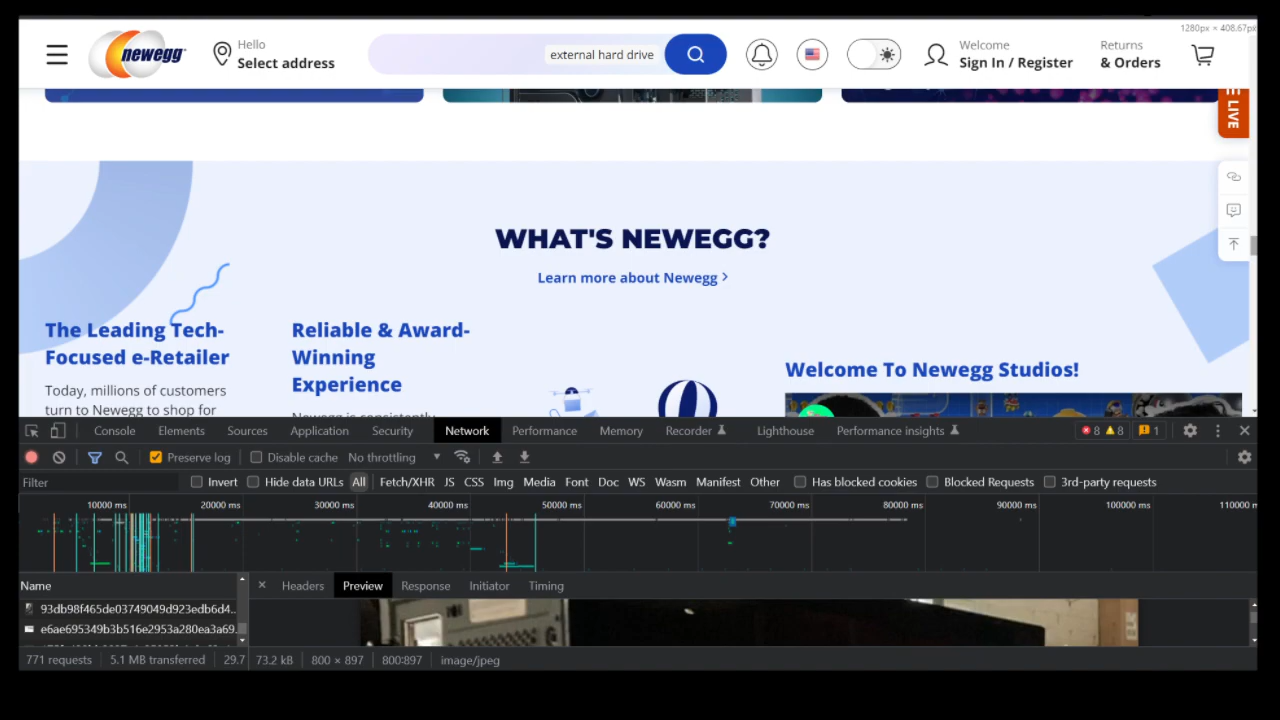 1280px × 408.67px
newegg
Hello
Select address
external hard drive
Welcome
Sign In / Register
Returns
& Orders
LIVE
WHAT'S NEWEGG?
Learn more about Newegg
The Leading Tech-
Focused e-Retailer
Today, millions of customers
turn to Newegg to shop for
Reliable & Award-
Winning
Experience
Newegg is consistently
Welcome To Newegg Studios!
Console Elements Sources Application Security Network Performance Memory Recorder Lighthouse Performance insights 8 8 1
Preserve log Disable cache No throttling
Filter Invert Hide data URLs All Fetch/XHR JS CSS Img Media Font Doc WS Wasm Manifest Other Has blocked cookies Blocked Requests 3rd-party requests
10000 ms 20000 ms 30000 ms 40000 ms 50000 ms 60000 ms 70000 ms 80000 ms 90000 ms 100000 ms 110000 m
Name Headers Preview Response Initiator Timing
93db98f465de03749049d923edb6d4...
e6ae695349b3b516e2953a280ea3a69...
771 requests 5.1 MB transferred 29.7 73.2 kB 800 × 897 800:897 image/jpeg